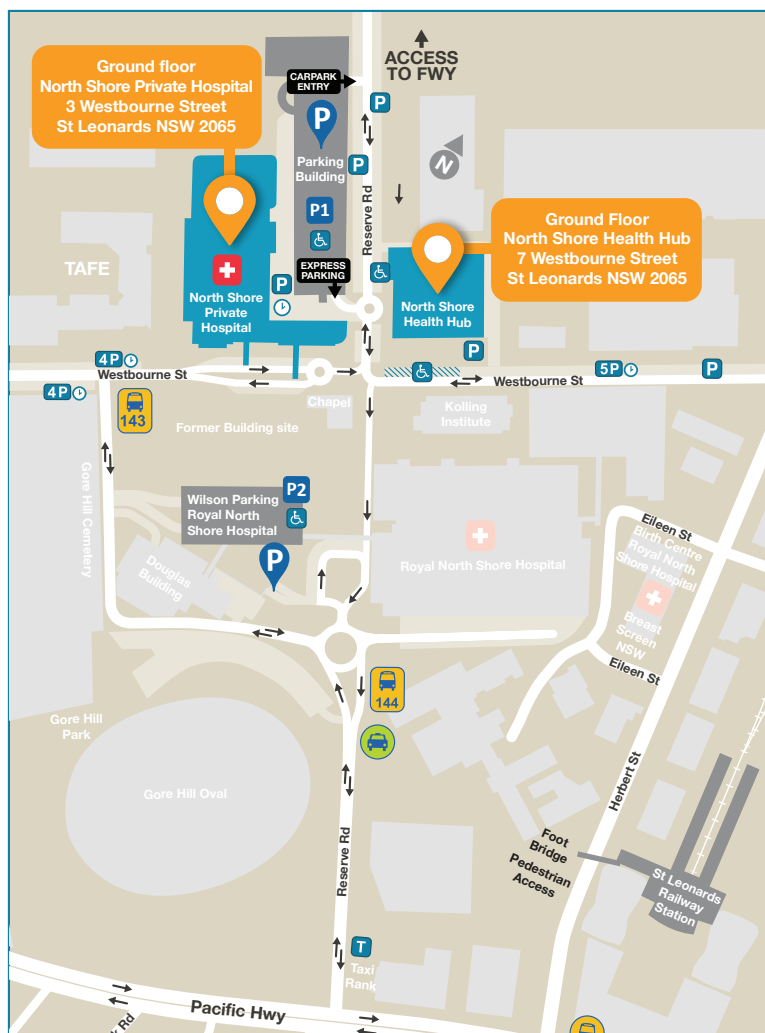 ACCESS
TO FWY
Ground floor
North Shore Private Hospital
3 Westbourne Street
St Leonards NSW 2065
CARPARK
ENTRY
P
P
Parking
Building
P
P1
Reserve Rd
N
Ground Floor
North Shore Health Hub
7 Westbourne Street
St Leonards NSW 2065
TAFE
EXPRESS
PARKING
P
North Shore
Private
Hospital
North Shore
Health Hub
P
4P
Westbourne St
4P
5P
P
Westbourne St
143
Chapel
Kolling
Institute
Former Building site
Gore Hill Cemetery
Wilson Parking
Royal North
Shore Hospital
P2
P
Douglas
Building
Royal North Shore Hospital
Eileen St
Birth Centre
Royal North
Shore Hospital
Breast
Screen
NSW
Eileen St
144
Gore Hill
Park
Gore Hill Oval
Herbert St
Reserve Rd
Foot
Bridge
Pedestrian
Access
St Leonards
Railway
Station
T
Taxi
Rank
Pacific Hwy
Rd